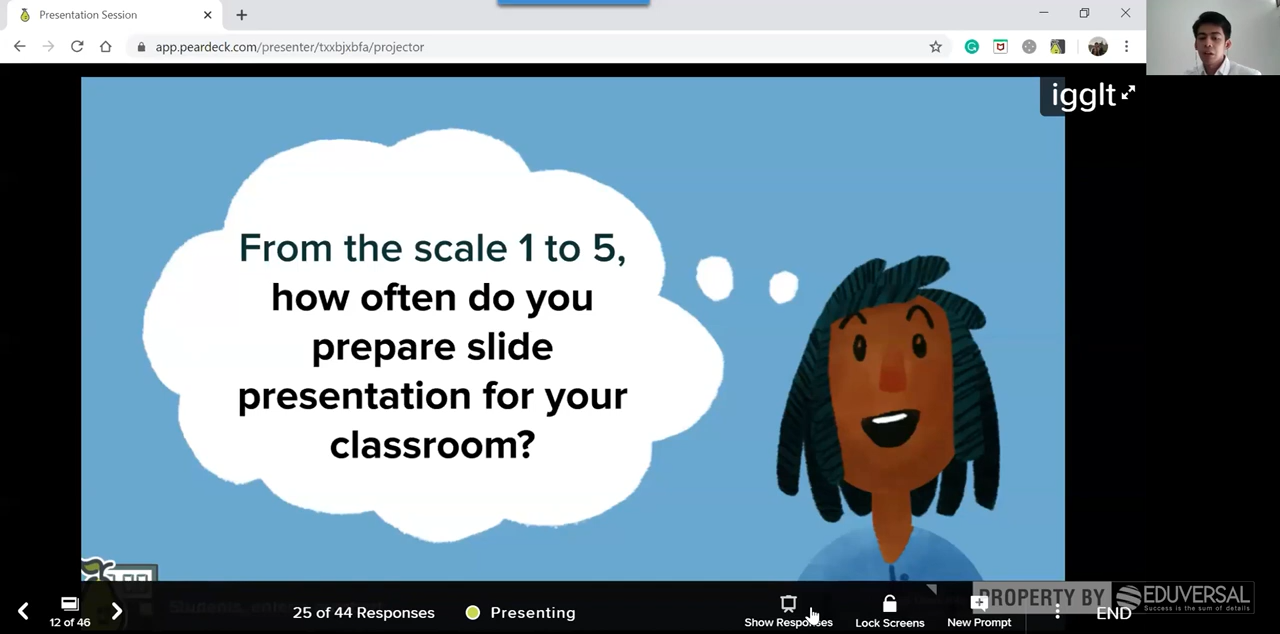 Presentation Session
app.peardeck.com/presenter/txxbjxbfa/projector
igglt
From the scale 1 to 5,
how often do you
prepare slide
presentation for your
classroom?
12 of 46
25 of 44 Responses
Presenting
Show Responses
Lock Screens
New Prompt
END
PROPERTY BY
EDUVERSAL
Success is the sum of details